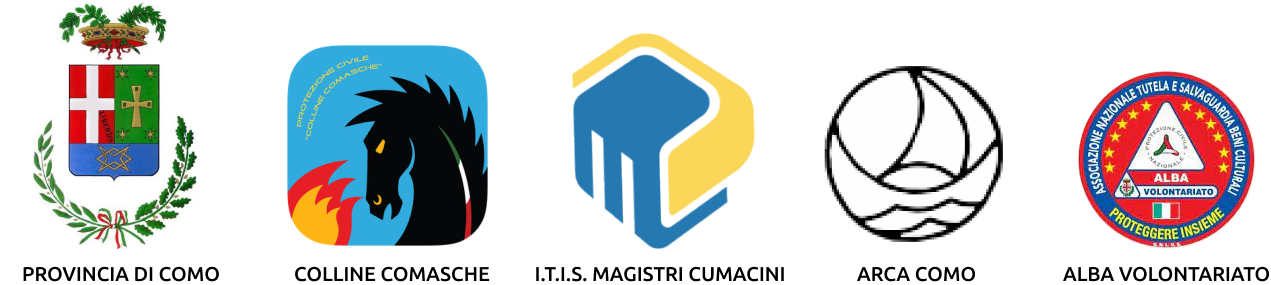 LIBERTAS
PROTEZIONE CIVILE
"COLLINE COMASCHE"
ASSOCIAZIONE NAZIONALE TUTELA E SALVAGUARDIA BENI CULTURALI
PROTEZIONE CIVILE
NAZIONALE
ALBA
VOLONTARIATO
PROTEGGERE INSIEME
PROVINCIA DI COMO
COLLINE COMASCHE
I.T.I.S. MAGISTRI CUMACINI
ARCA COMO
ALBA VOLONTARIATO